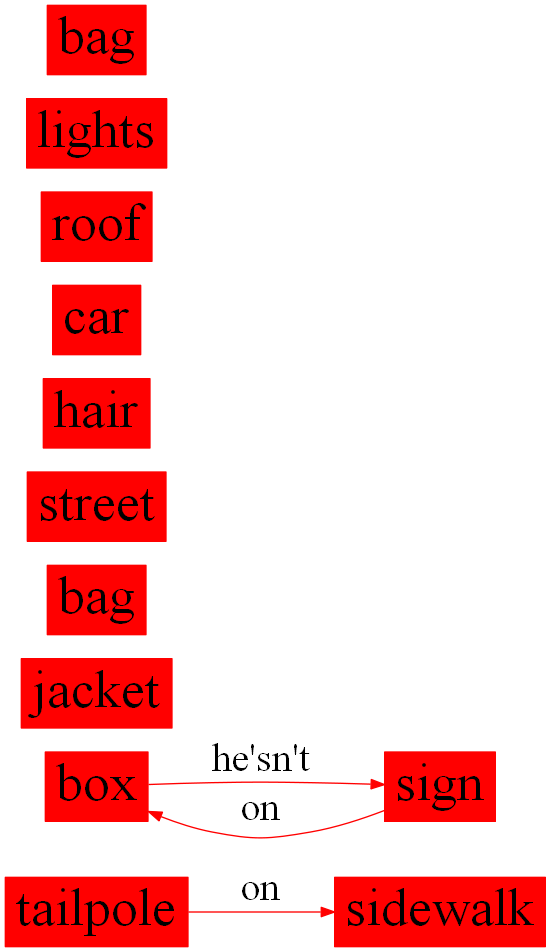 bag
lights
roof
car
hair
street
bag
jacket
he'sn't
box sign
on
on
tailpole sidewalk